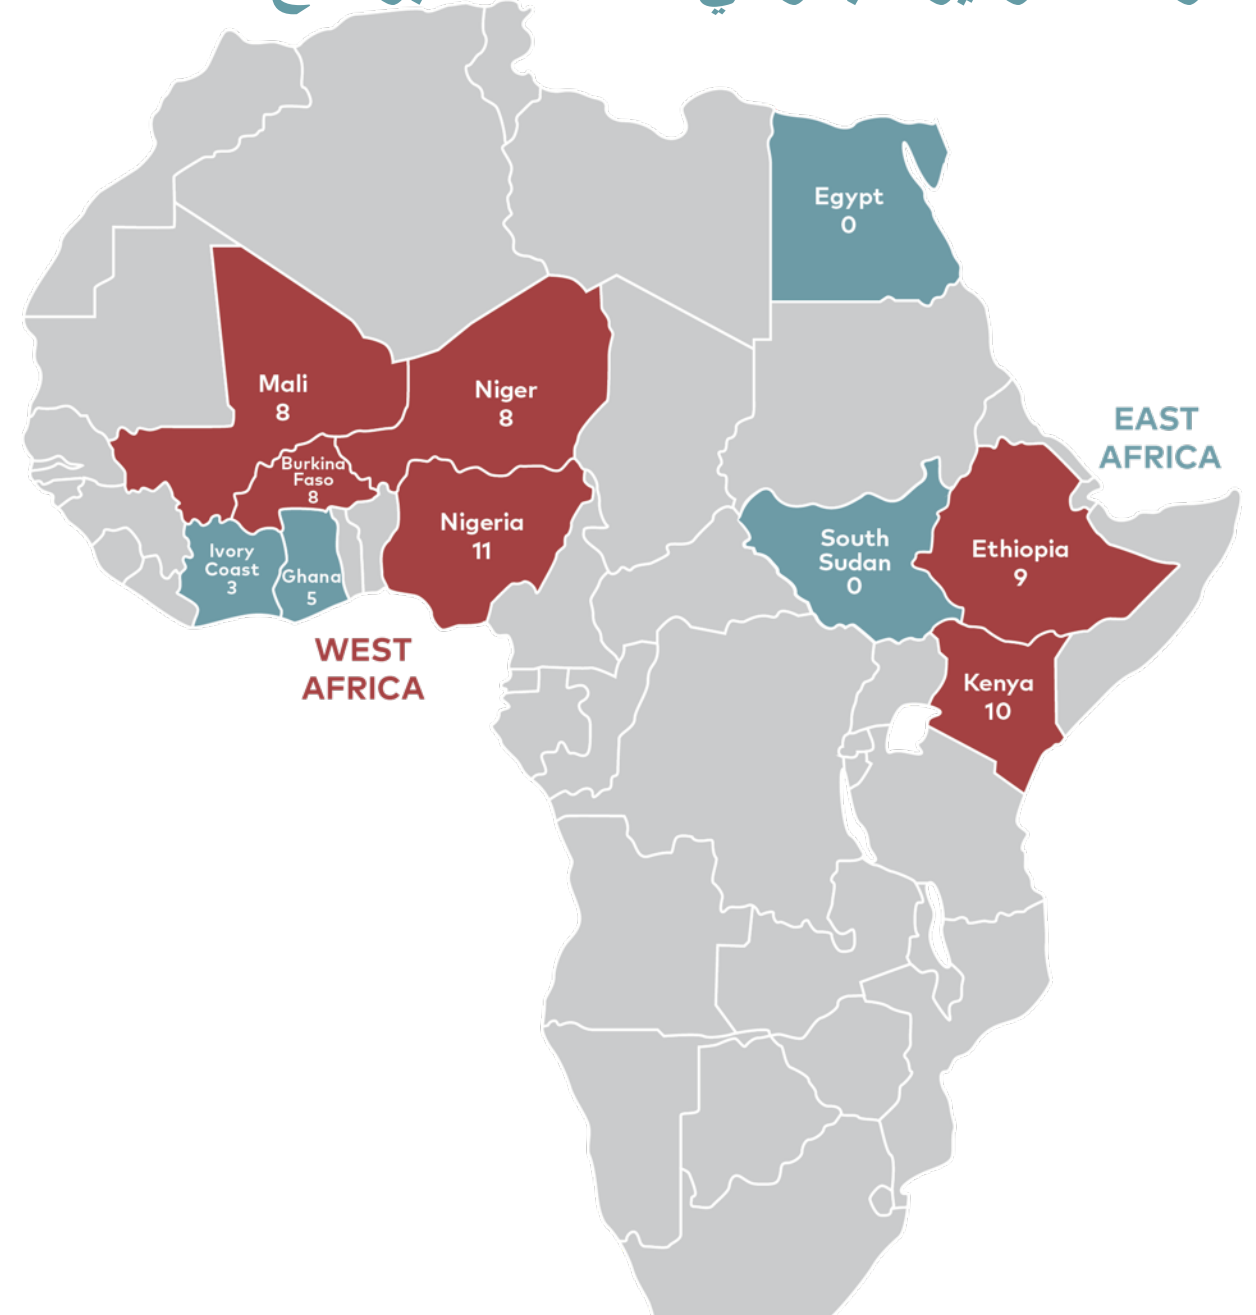 Egypt
0
Mali
8
Niger
8
EAST
AFRICA
Burkina
Faso
8
Nigeria
11
Ivory
Coast
3
Ghana
5
South
Sudan
0
Ethiopia
9
WEST
AFRICA
Kenya
10